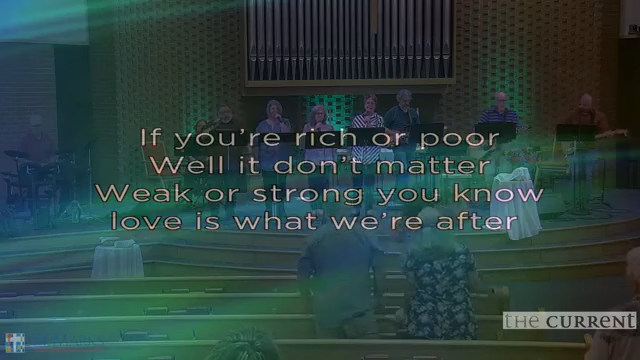 If you're rich or poor
Well it don't matter
Weak or strong you know
love is what we're after
the CURRENT